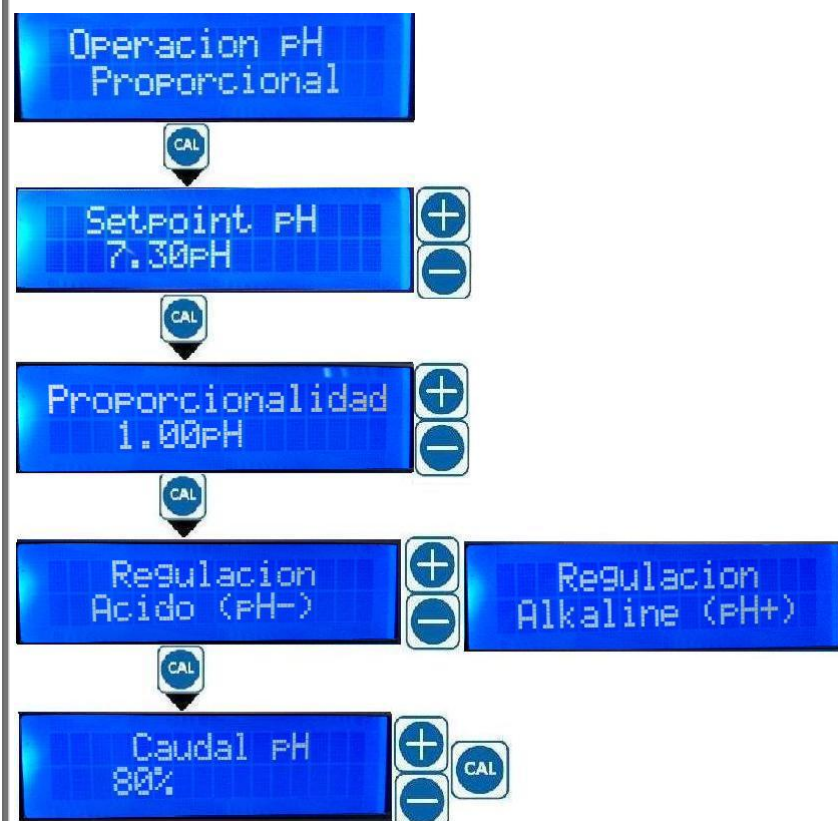 Operacion pH
Proporcional
CAL
Setpoint pH
7.30pH
CAL
Proporcionalidad
1.00pH
CAL
Regulacion
Acido (pH-)
Regulacion
Alkaline (pH+)
CAL
Caudal pH
80%
CAL